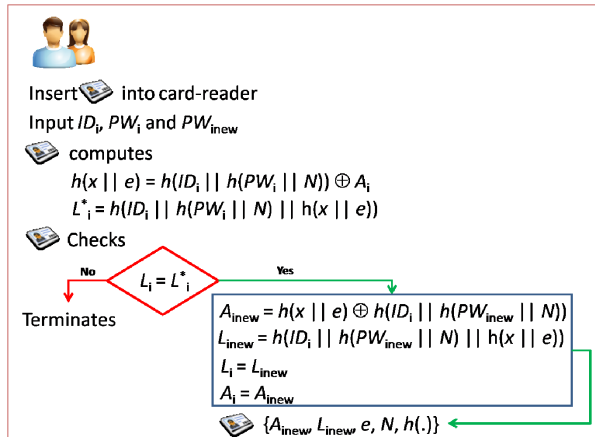 Insert into card-reader
Input IDᵢ, PWᵢ and PWᵢₙₑw
computes
h(x || e) = h(IDᵢ || h(PWᵢ || N)) ⊕ Aᵢ
L*ᵢ = h(IDᵢ || h(PWᵢ || N) || h(x || e))
Checks
No
Lᵢ = L*ᵢ
Yes
Terminates
Aᵢₙₑw = h(x || e) ⊕ h(IDᵢ || h(PWᵢₙₑw || N))
Lᵢₙₑw = h(IDᵢ || h(PWᵢₙₑw || N) || h(x || e))
Lᵢ = Lᵢₙₑw
Aᵢ = Aᵢₙₑw
{Aᵢₙₑw, Lᵢₙₑw, e, N, h(.)}